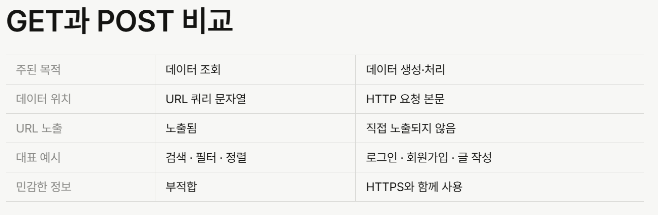 GET과 POST 비교
주된 목적 데이터 조회 데이터 생성·처리
데이터 위치 URL 쿼리 문자열 HTTP 요청 본문
URL 노출 노출됨 직접 노출되지 않음
대표 예시 검색 · 필터 · 정렬 로그인 · 회원가입 · 글 작성
민감한 정보 부적합 HTTPS와 함께 사용